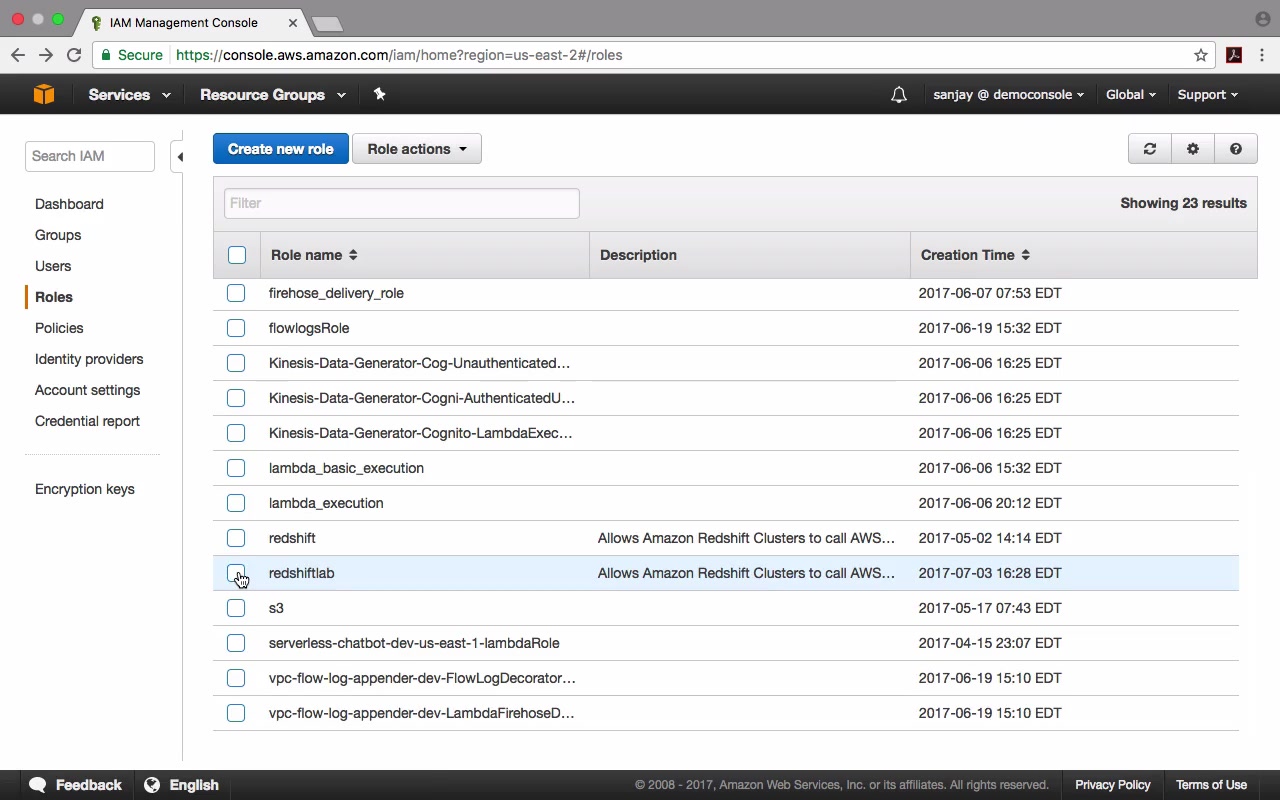 IAM Management Console
Secure https://console.aws.amazon.com/iam/home?region=us-east-2#/roles
Services Resource Groups sanjay @ democonsole Global Support
Search IAM
Dashboard
Groups
Users
Roles
Policies
Identity providers
Account settings
Credential report
Encryption keys
Create new role Role actions
Filter Showing 23 results
Role name Description Creation Time
firehose_delivery_role 2017-06-07 07:53 EDT
flowlogsRole 2017-06-19 15:32 EDT
Kinesis-Data-Generator-Cog-Unauthenticated… 2017-06-06 16:25 EDT
Kinesis-Data-Generator-Cogni-AuthenticatedU… 2017-06-06 16:25 EDT
Kinesis-Data-Generator-Cognito-LambdaExec… 2017-06-06 16:25 EDT
lambda_basic_execution 2017-06-06 15:32 EDT
lambda_execution 2017-06-06 20:12 EDT
redshift Allows Amazon Redshift Clusters to call AWS… 2017-05-02 14:14 EDT
redshiftlab Allows Amazon Redshift Clusters to call AWS… 2017-07-03 16:28 EDT
s3 2017-05-17 07:43 EDT
serverless-chatbot-dev-us-east-1-lambdaRole 2017-04-15 23:07 EDT
vpc-flow-log-appender-dev-FlowLogDecorator… 2017-06-19 15:10 EDT
vpc-flow-log-appender-dev-LambdaFirehoseD… 2017-06-19 15:10 EDT
Feedback English © 2008 - 2017, Amazon Web Services, Inc. or its affiliates. All rights reserved. Privacy Policy Terms of Use